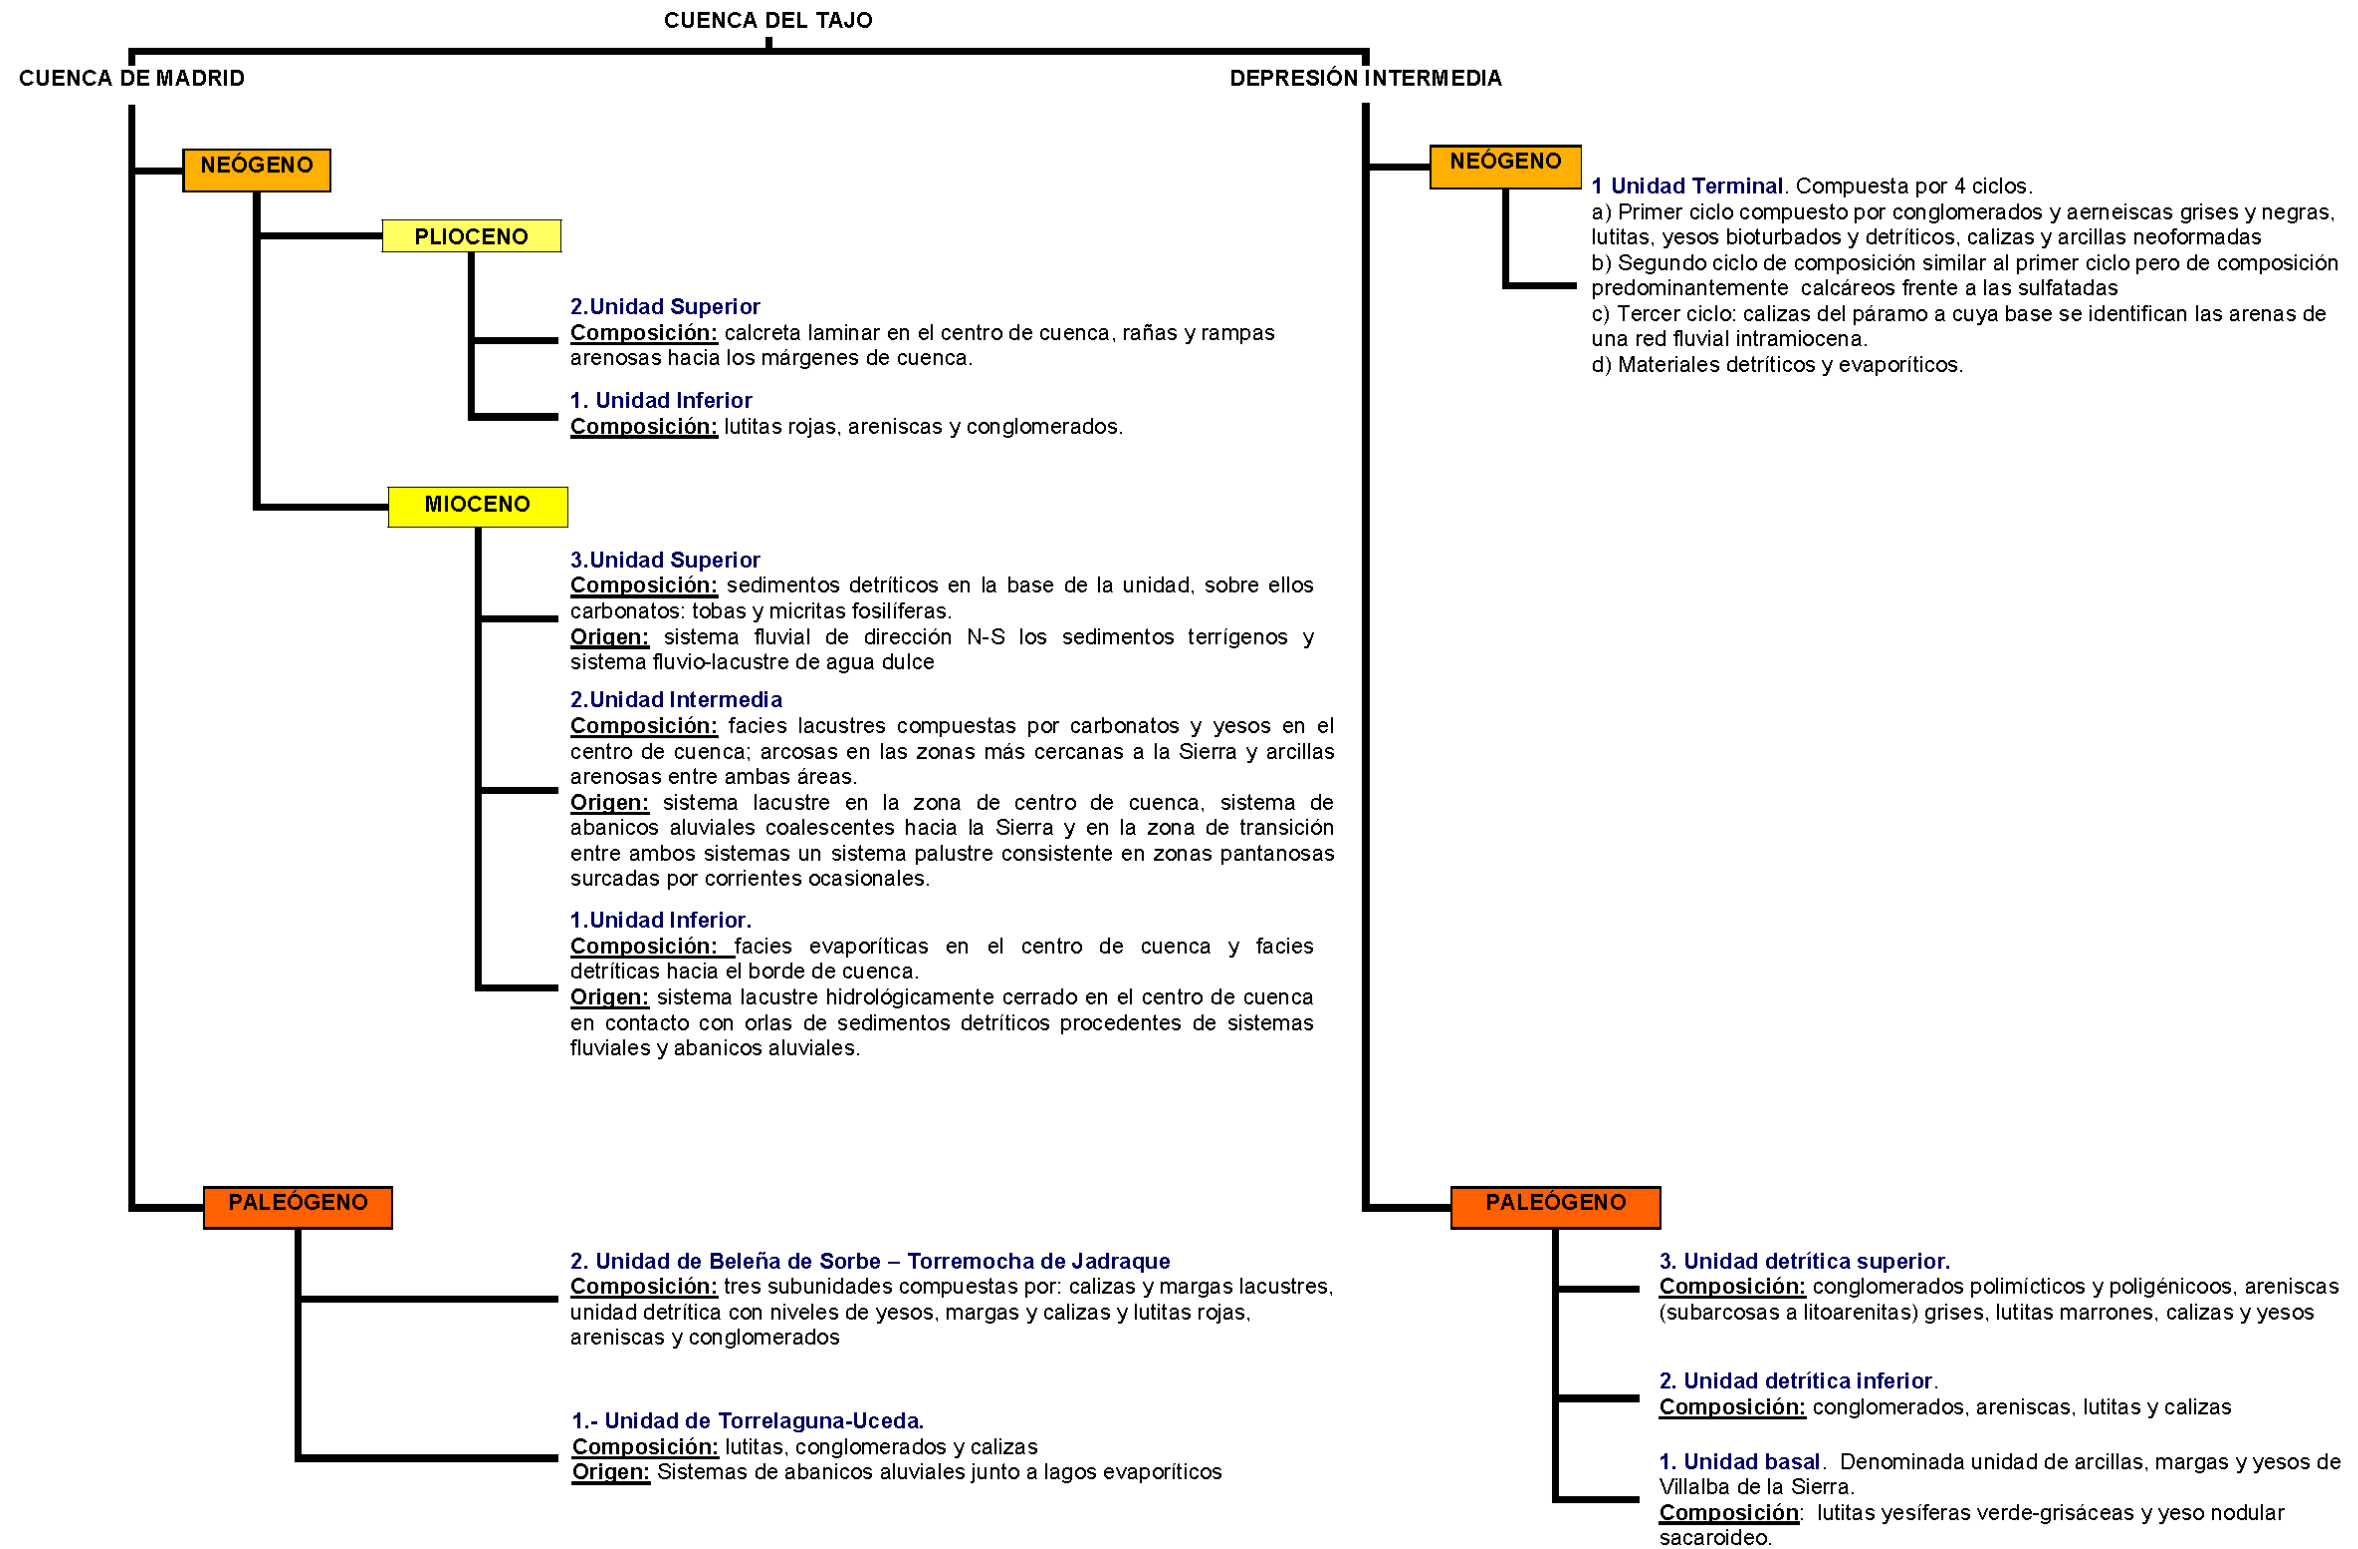 CUENCA DEL TAJO
CUENCA DE MADRID
NEÓGENO
PLIOCENO
2.Unidad Superior
Composición: calcreta laminar en el centro de cuenca, rañas y rampas
arenosas hacia los márgenes de cuenca.
1. Unidad Inferior
Composición: lutitas rojas, areniscas y conglomerados.
MIOCENO
3.Unidad Superior
Composición: sedimentos detríticos en la base de la unidad, sobre ellos
carbonatos: tobas y micritas fosilíferas.
Origen: sistema fluvial de dirección N-S los sedimentos terrígenos y
sistema fluvio-lacustre de agua dulce
2.Unidad Intermedia
Composición: facies lacustres compuestas por carbonatos y yesos en el
centro de cuenca; arcosas en las zonas más cercanas a la Sierra y arcillas
arenosas entre ambas áreas.
Origen: sistema lacustre en la zona de centro de cuenca, sistema de
abanicos aluviales coalescentes hacia la Sierra y en la zona de transición
entre ambos sistemas un sistema palustre consistente en zonas pantanosas
surcadas por corrientes ocasionales.
1.Unidad Inferior.
Composición: facies evaporíticas en el centro de cuenca y facies
detríticas hacia el borde de cuenca.
Origen: sistema lacustre hidrológicamente cerrado en el centro de cuenca
en contacto con orlas de sedimentos detríticos procedentes de sistemas
fluviales y abanicos aluviales.
PALEÓGENO
2. Unidad de Beleña de Sorbe – Torremocha de Jadraque
Composición: tres subunidades compuestas por: calizas y margas lacustres,
unidad detrítica con niveles de yesos, margas y calizas y lutitas rojas,
areniscas y conglomerados
1.- Unidad de Torrelaguna-Uceda.
Composición: lutitas, conglomerados y calizas
Origen: Sistemas de abanicos aluviales junto a lagos evaporíticos
DEPRESIÓN INTERMEDIA
NEÓGENO
1 Unidad Terminal. Compuesta por 4 ciclos.
a) Primer ciclo compuesto por conglomerados y aerneiscas grises y negras,
lutitas, yesos bioturbados y detríticos, calizas y arcillas neoformadas
b) Segundo ciclo de composición similar al primer ciclo pero de composición
predominantemente calcáreos frente a las sulfatadas
c) Tercer ciclo: calizas del páramo a cuya base se identifican las arenas de
una red fluvial intramiocena.
d) Materiales detríticos y evaporíticos.
PALEÓGENO
3. Unidad detrítica superior.
Composición: conglomerados polimícticos y poligénicoos, areniscas
(subarcosas a litoarenitas) grises, lutitas marrones, calizas y yesos
2. Unidad detrítica inferior.
Composición: conglomerados, areniscas, lutitas y calizas
1. Unidad basal. Denominada unidad de arcillas, margas y yesos de
Villalba de la Sierra.
Composición: lutitas yesíferas verde-grisáceas y yeso nodular
sacaroideo.